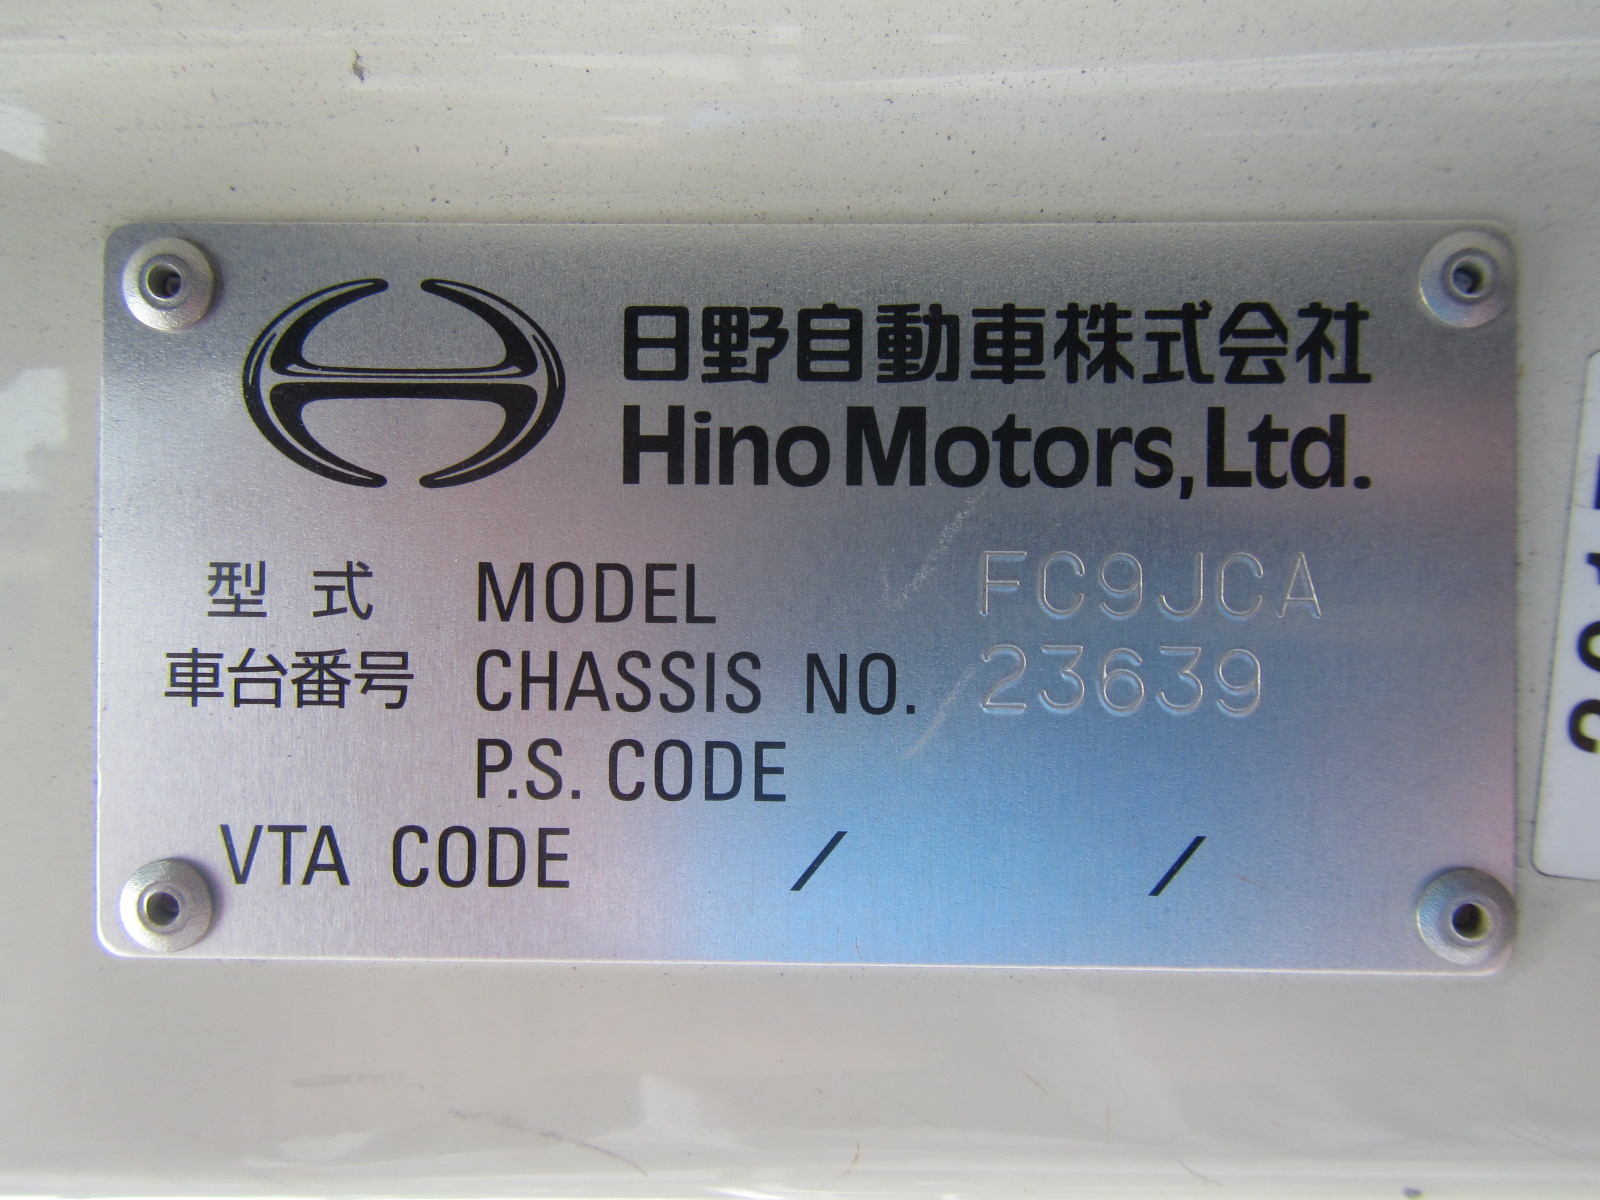 日野自動車株式会社
Hino Motors, Ltd.
型 式 MODEL FC9JCA
車台番号 CHASSIS NO. 23639
P.S. CODE
VTA CODE / /